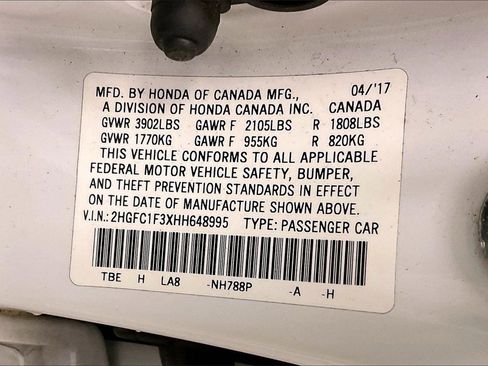 MFD. BY HONDA OF CANADA MFG., 04/'17
A DIVISION OF HONDA CANADA INC. CANADA
GVWR 3902LBS GAWR F 2105LBS R 1808LBS
GVWR 1770KG GAWR F 955KG R 820KG
THIS VEHICLE CONFORMS TO ALL APPLICABLE
FEDERAL MOTOR VEHICLE SAFETY, BUMPER,
AND THEFT PREVENTION STANDARDS IN EFFECT
ON THE DATE OF MANUFACTURE SHOWN ABOVE.
V.I.N.: 2HGFC1F3XHH648995 TYPE: PASSENGER CAR
TBE H LA8 -NH788P -A -H